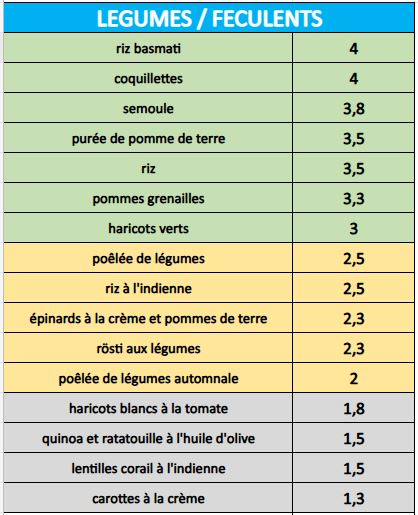 LEGUMES / FECULENTS
riz basmati 4
coquillettes 4
semoule 3,8
purée de pomme de terre 3,5
riz 3,5
pommes grenailles 3,3
haricots verts 3
poêlée de légumes 2,5
riz à l'indienne 2,5
épinards à la crème et pommes de terre 2,3
rösti aux légumes 2,3
poêlée de légumes automnale 2
haricots blancs à la tomate 1,8
quinoa et ratatouille à l'huile d'olive 1,5
lentilles corail à l'indienne 1,5
carottes à la crème 1,3